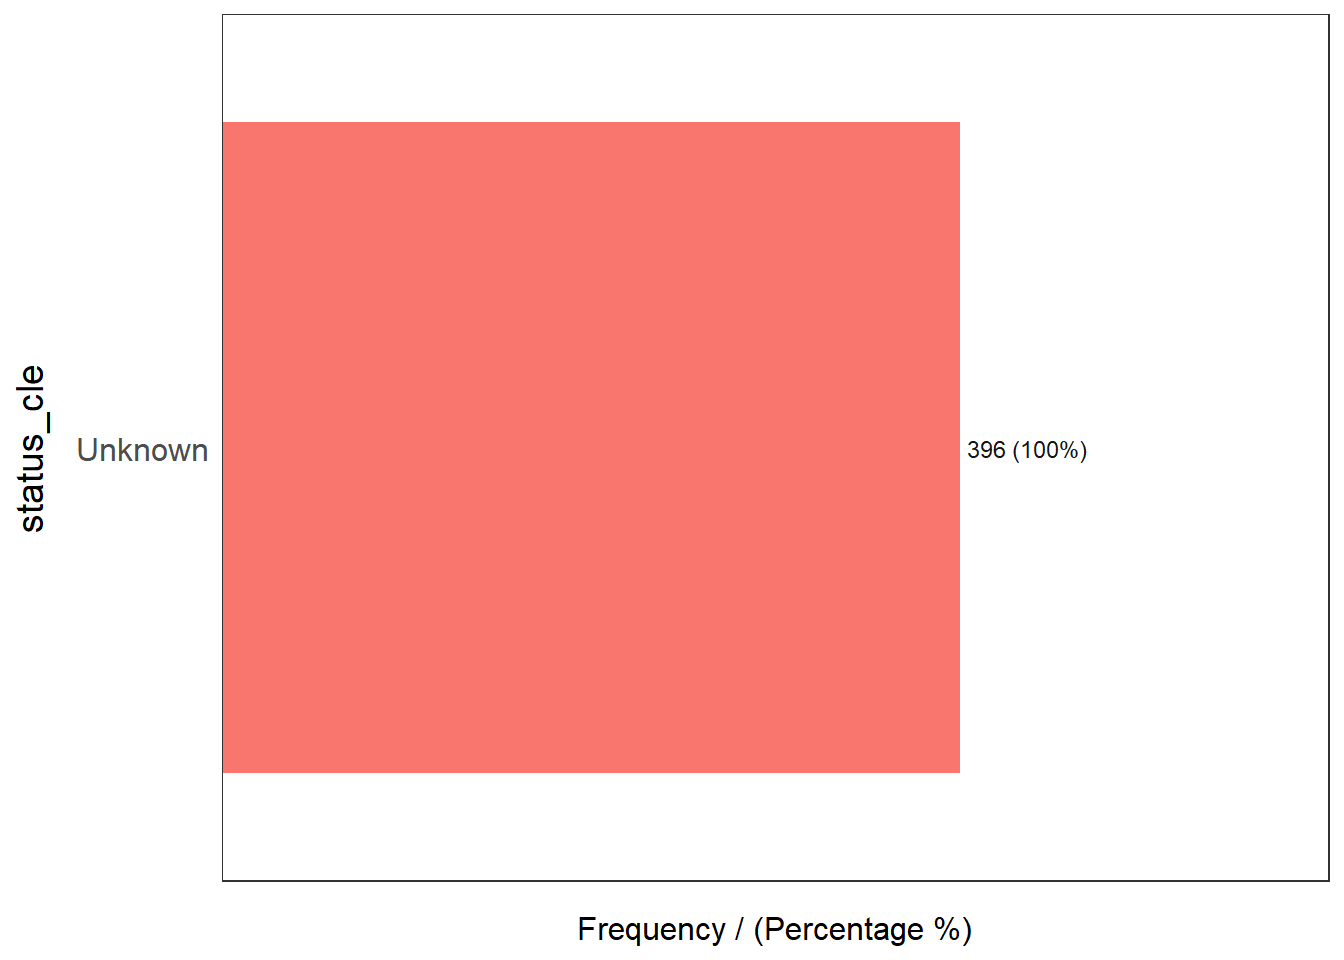 status_cle
Unknown
396 (100%)
Frequency / (Percentage %)